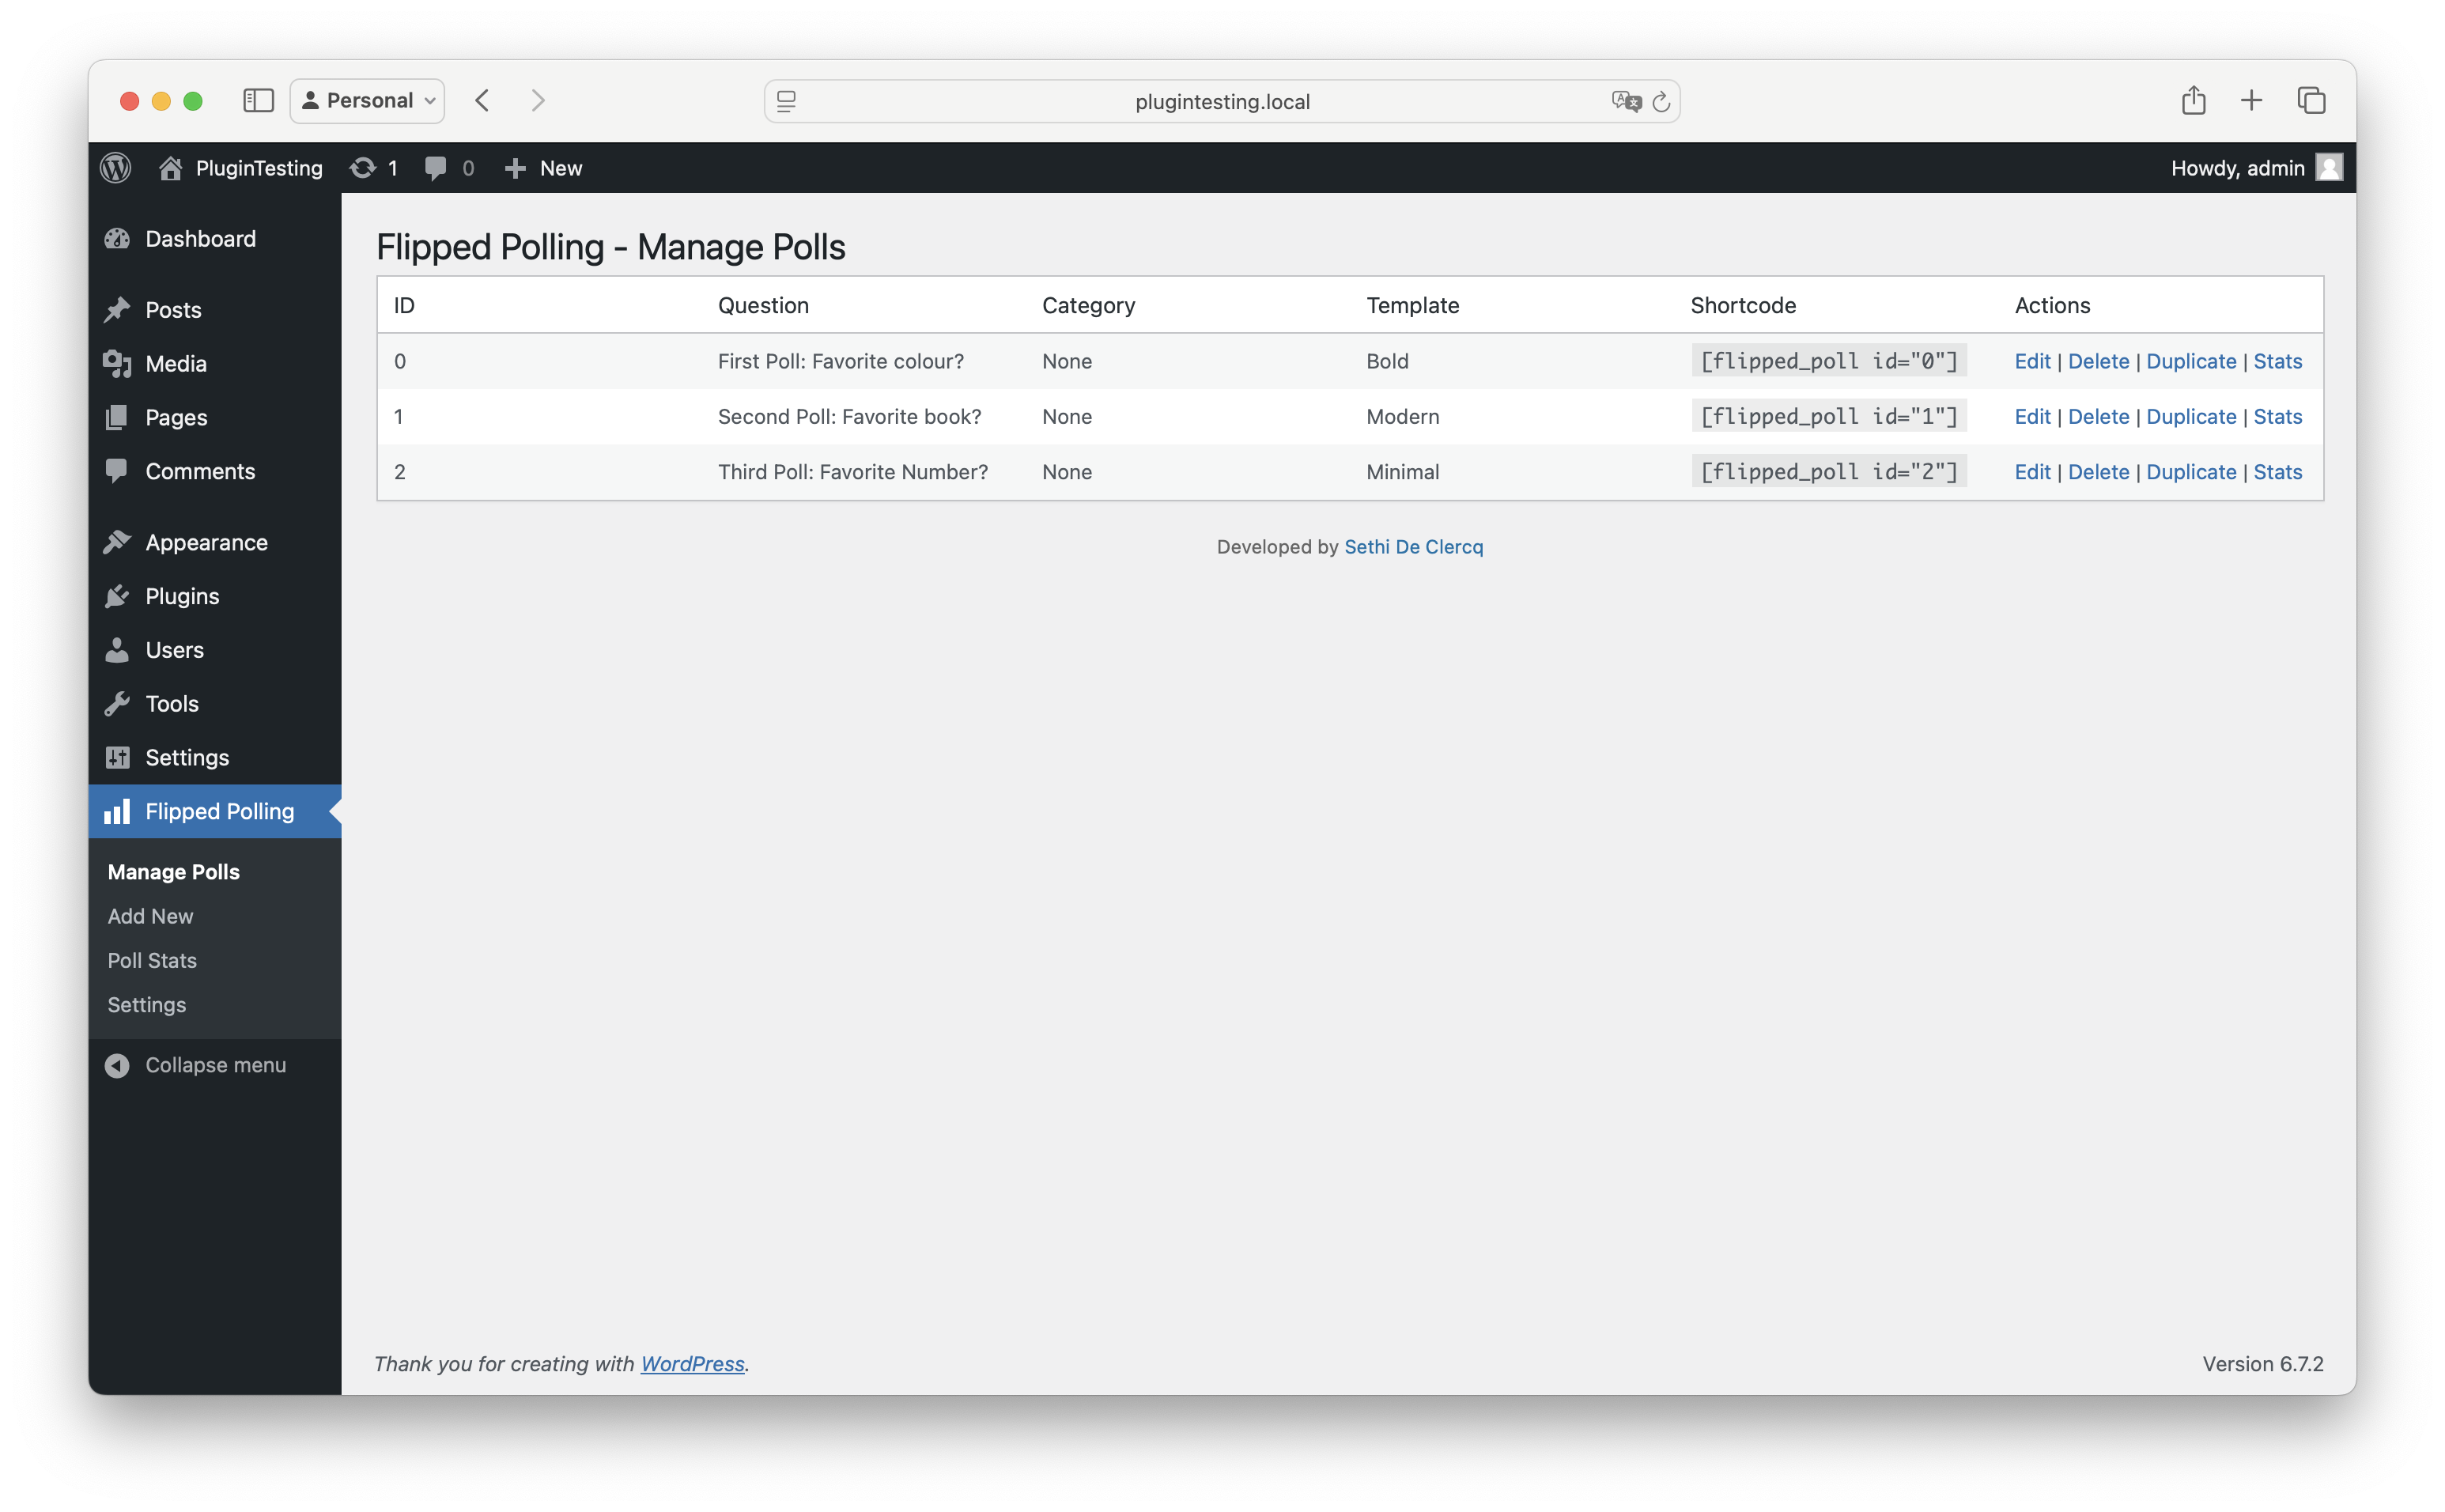 Personal
plugintesting.local
PluginTesting 1 0 New
Howdy, admin
Dashboard
Posts
Media
Pages
Comments
Appearance
Plugins
Users
Tools
Settings
Flipped Polling
Manage Polls
Add New
Poll Stats
Settings
Collapse menu
Flipped Polling - Manage Polls
ID Question Category Template Shortcode Actions
0 First Poll: Favorite colour? None Bold [flipped_poll id="0"] Edit | Delete | Duplicate | Stats
1 Second Poll: Favorite book? None Modern [flipped_poll id="1"] Edit | Delete | Duplicate | Stats
2 Third Poll: Favorite Number? None Minimal [flipped_poll id="2"] Edit | Delete | Duplicate | Stats
Developed by Sethi De Clercq
Thank you for creating with WordPress.
Version 6.7.2